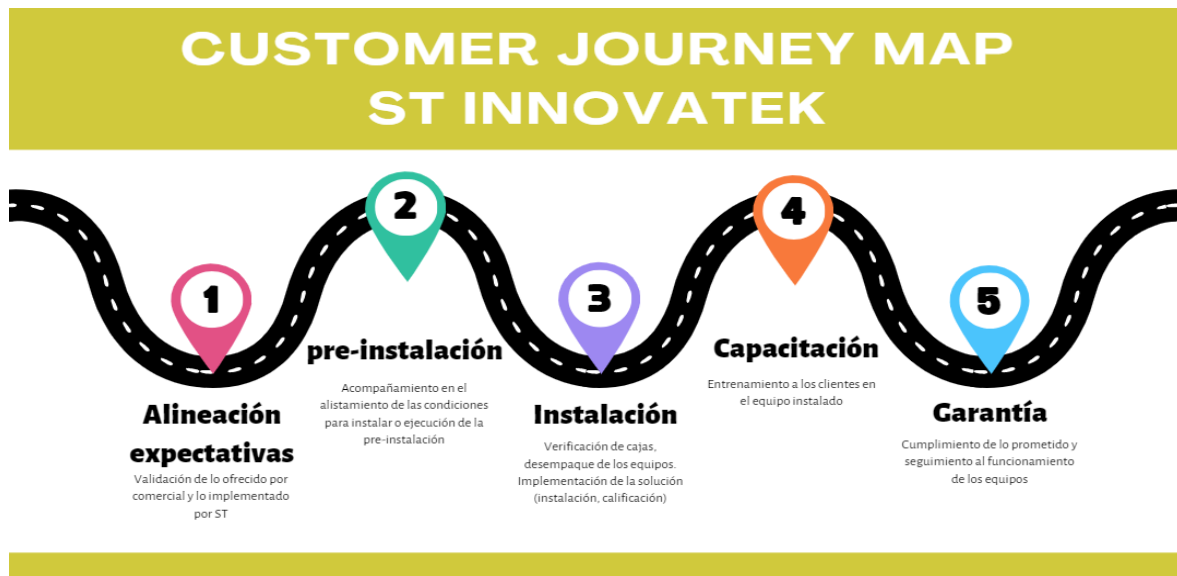 CUSTOMER JOURNEY MAP
ST INNOVATEK
1
Alineación
expectativas
Validación de lo ofrecido por
comercial y lo implementado
por ST
2
pre-instalación
Acompañamiento en el
alistamiento de las condiciones
para instalar o ejecución de la
pre-instalación
3
Instalación
Verificación de cajas,
desempaque de los equipos.
Implementación de la solución
(instalación, calificación)
4
Capacitación
Entrenamiento a los clientes en
el equipo instalado
5
Garantía
Cumplimiento de lo prometido y
seguimiento al funcionamiento
de los equipos